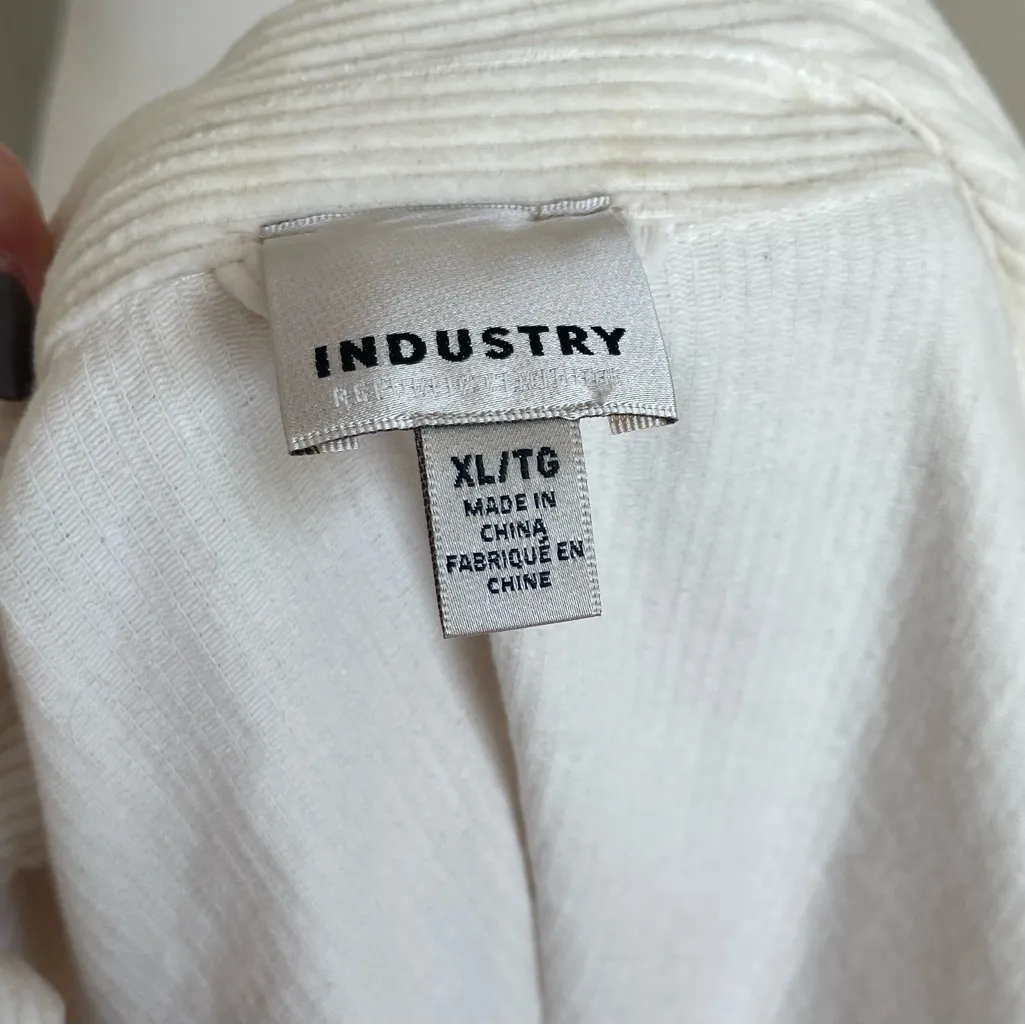 INDUSTRY
XL/TG
MADE IN
CHINA
FABRIQUÉ EN
CHINE